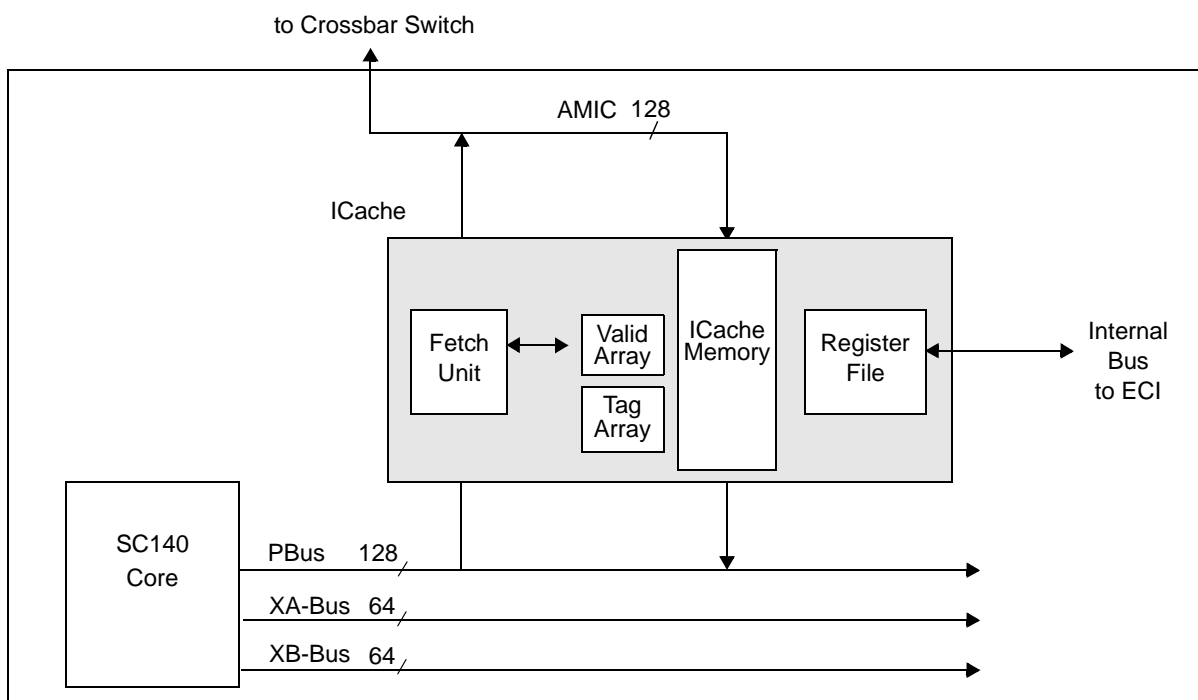 to Crossbar Switch
AMIC 128
ICache
Fetch
Unit
Valid
Array
Tag
Array
ICache
Memory
Register
File
Internal
Bus
to ECI
SC140
Core
PBus 128
XA-Bus 64
XB-Bus 64